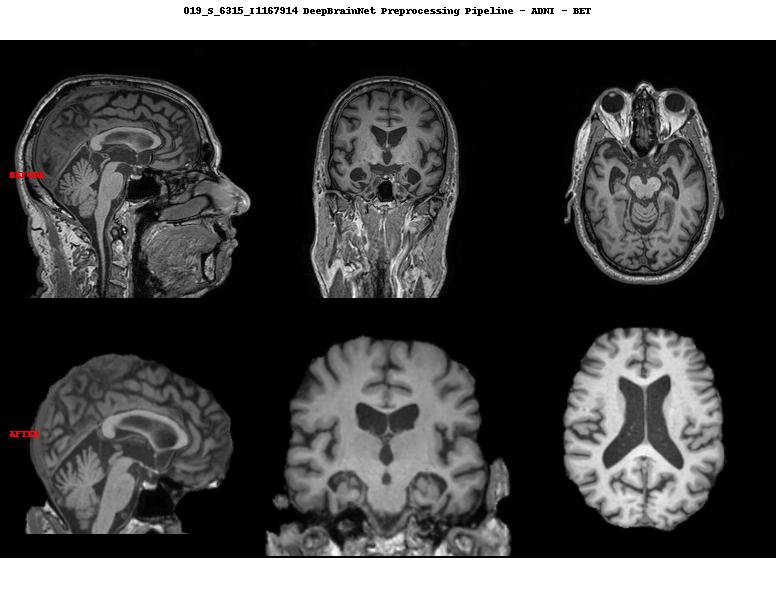 019_S_6315_I1167914 DeepBrainNet Preprocessing Pipeline - ADNI - BET
BEFORE
AFTER